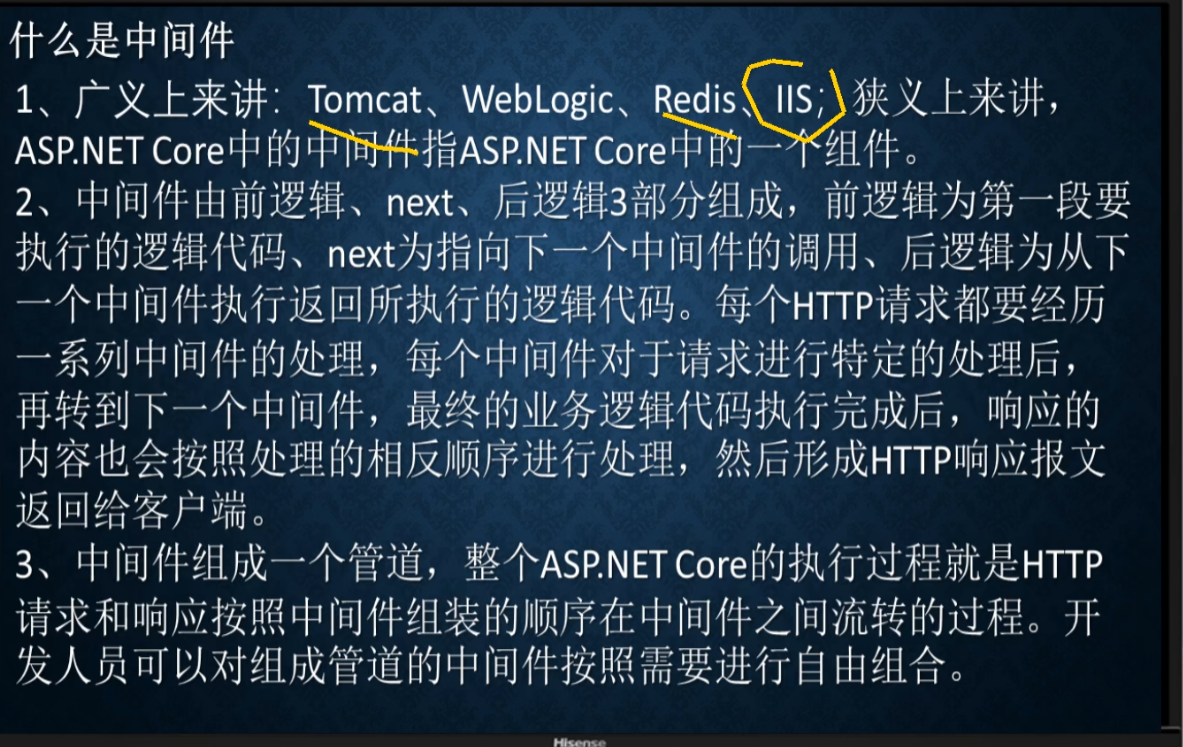 什么是中间件
1、广义上来讲：Tomcat、WebLogic、Redis、IIS；狭义上来讲，
ASP.NET Core中的中间件指ASP.NET Core中的一个组件。
2、中间件由前逻辑、next、后逻辑3部分组成，前逻辑为第一段要
执行的逻辑代码、next为指向下一个中间件的调用、后逻辑为从下
一个中间件执行返回所执行的逻辑代码。每个HTTP请求都要经历
一系列中间件的处理，每个中间件对于请求进行特定的处理后，
再转到下一个中间件，最终的业务逻辑代码执行完成后，响应的
内容也会按照处理的相反顺序进行处理，然后形成HTTP响应报文
返回给客户端。
3、中间件组成一个管道，整个ASP.NET Core的执行过程就是HTTP
请求和响应按照中间件组装的顺序在中间件之间流转的过程。开
发人员可以对组成管道的中间件按照需要进行自由组合。
Hisense